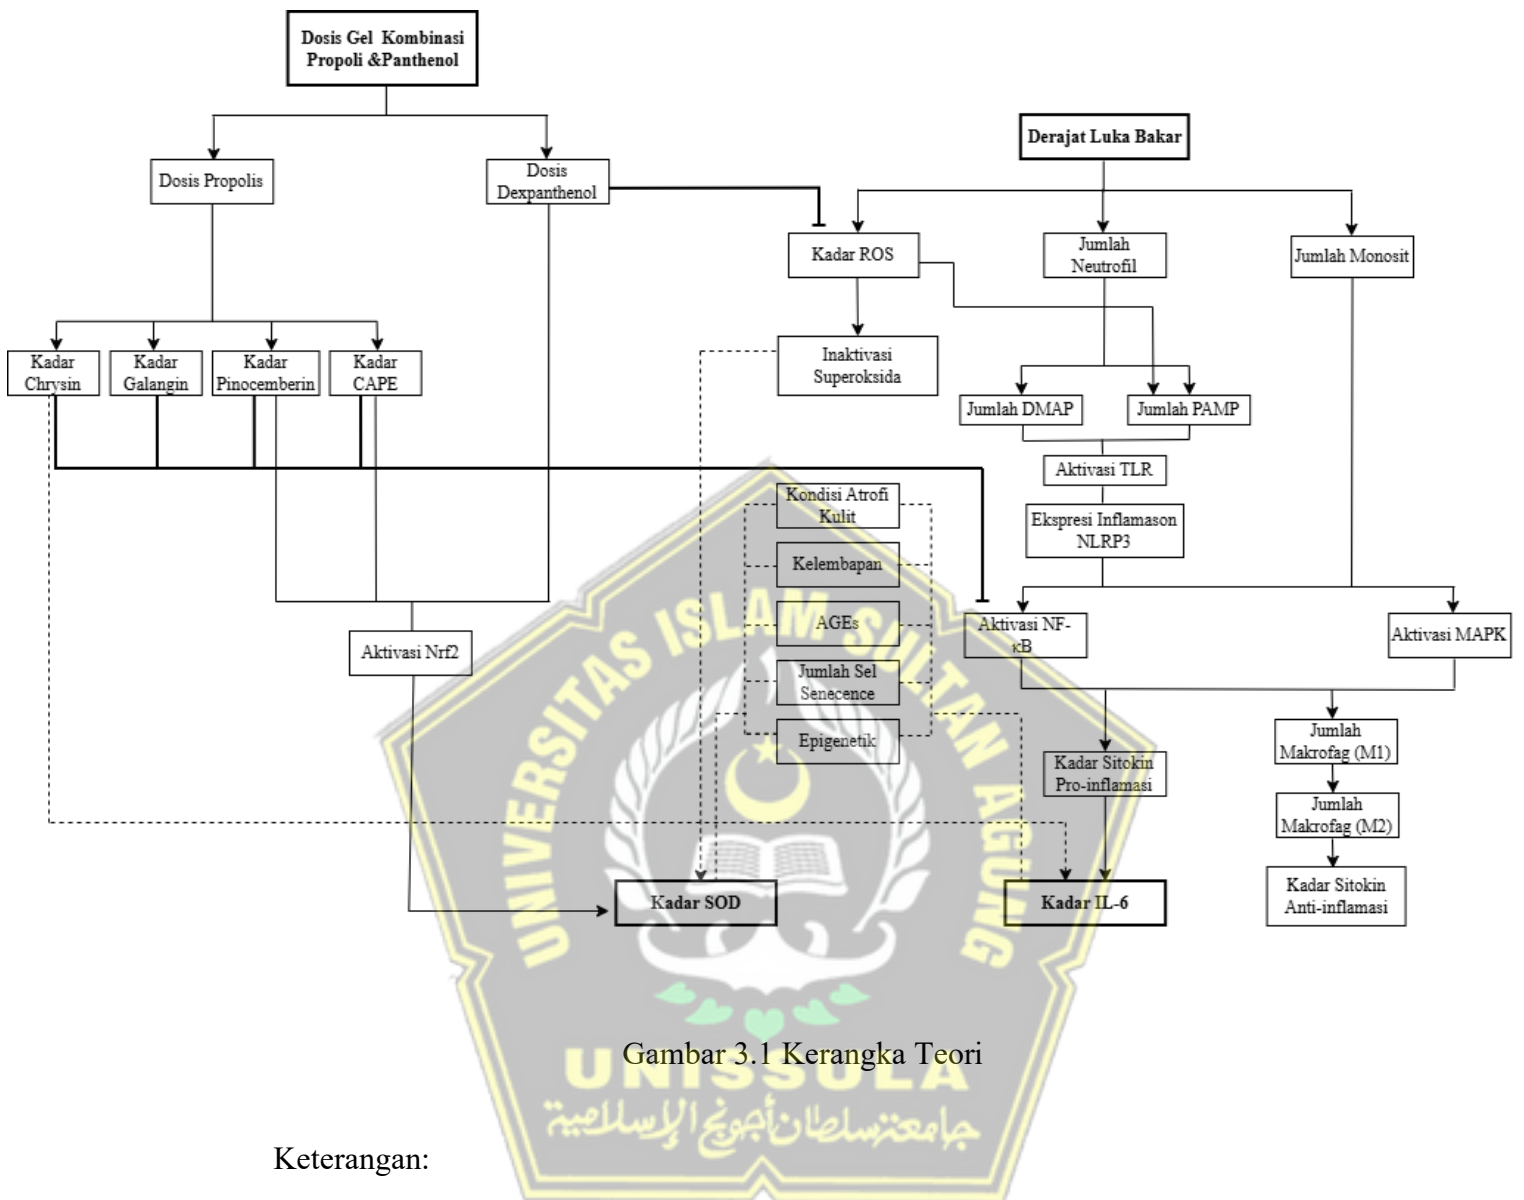 Dosis Gel Kombinasi
Propoli &Panthenol
Derajat Luka Bakar
Dosis Propolis
Dosis
Dexpanthenol
Kadar ROS
Jumlah
Neutrofil
Jumlah Monosit
Kadar
Chrysin
Kadar
Galangin
Kadar
Pinocemberin
Kadar
CAPE
Inaktivasi
Superoksida
Jumlah DMAP
Jumlah PAMP
Aktivasi TLR
Ekspresi Inflamason
NLRP3
Kondisi Atrofi
Kulit
Kelembapan
AGEs
Jumlah Sel
Senecence
Epigenetik
Aktivasi NF-
κB
Aktivasi MAPK
Aktivasi Nrf2
Kadar Sitokin
Pro-inflamasi
Jumlah
Makrofag (M1)
Jumlah
Makrofag (M2)
Kadar SOD
Kadar IL-6
Kadar Sitokin
Anti-inflamasi
UNIVERSITAS ISLAM SULTAN AGUNG
Gambar 3.1 Kerangka Teori
UNISSULA
جامعنزسلطان أجونج الإسلامية
Keterangan: